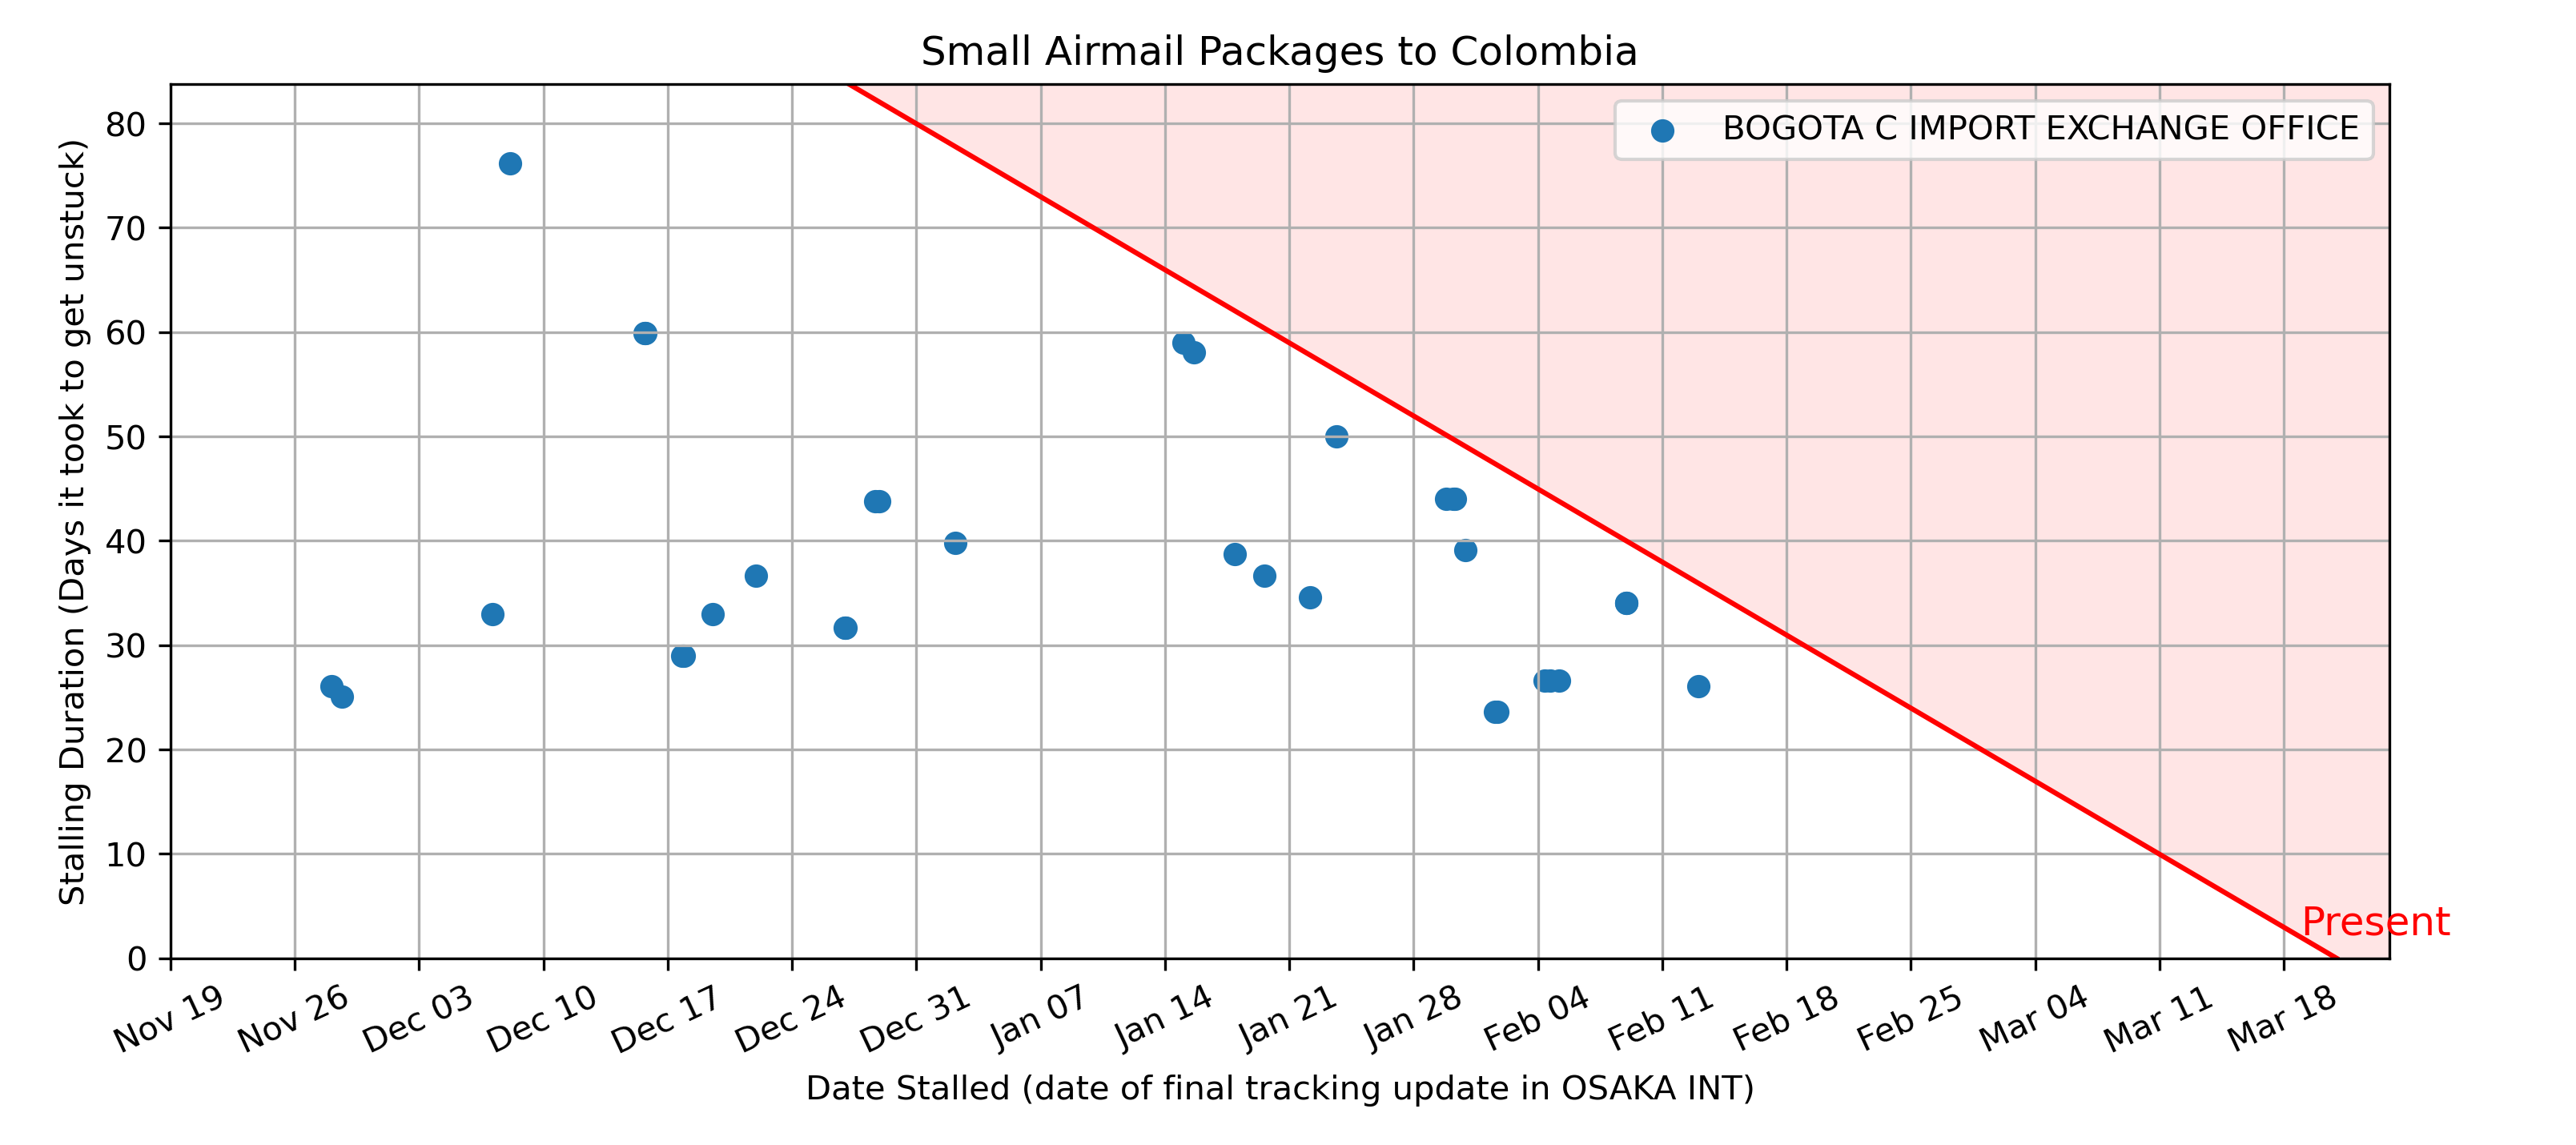 Small Airmail Packages to Colombia
BOGOTA C IMPORT EXCHANGE OFFICE
Stalling Duration (Days it took to get unstuck)
80
70
60
50
40
30
20
10
0
Present
Nov 19
Nov 26
Dec 03
Dec 10
Dec 17
Dec 24
Dec 31
Jan 07
Jan 14
Jan 21
Jan 28
Feb 04
Feb 11
Feb 18
Feb 25
Mar 04
Mar 11
Mar 18
Date Stalled (date of final tracking update in OSAKA INT)